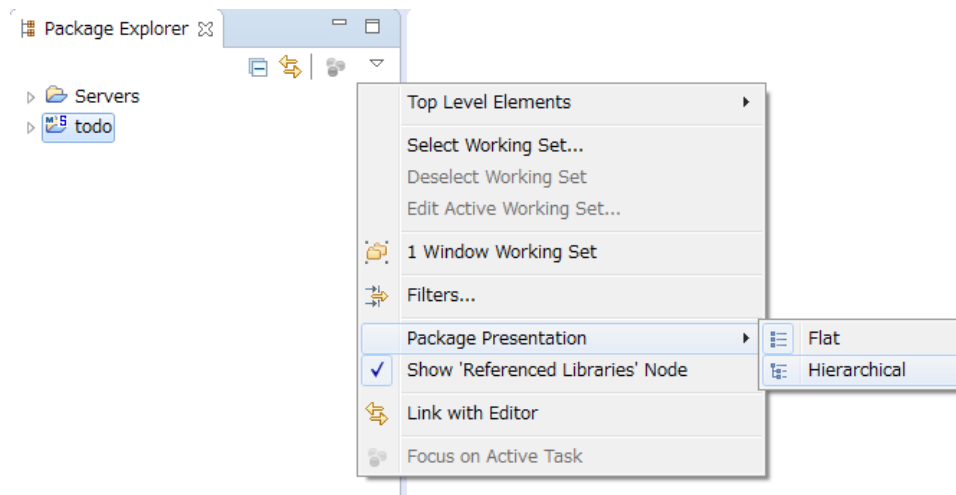 Package Explorer
Servers
todo
Top Level Elements
Select Working Set...
Deselect Working Set
Edit Active Working Set...
1 Window Working Set
Filters...
Package Presentation
Flat
Show 'Referenced Libraries' Node
Hierarchical
Link with Editor
Focus on Active Task